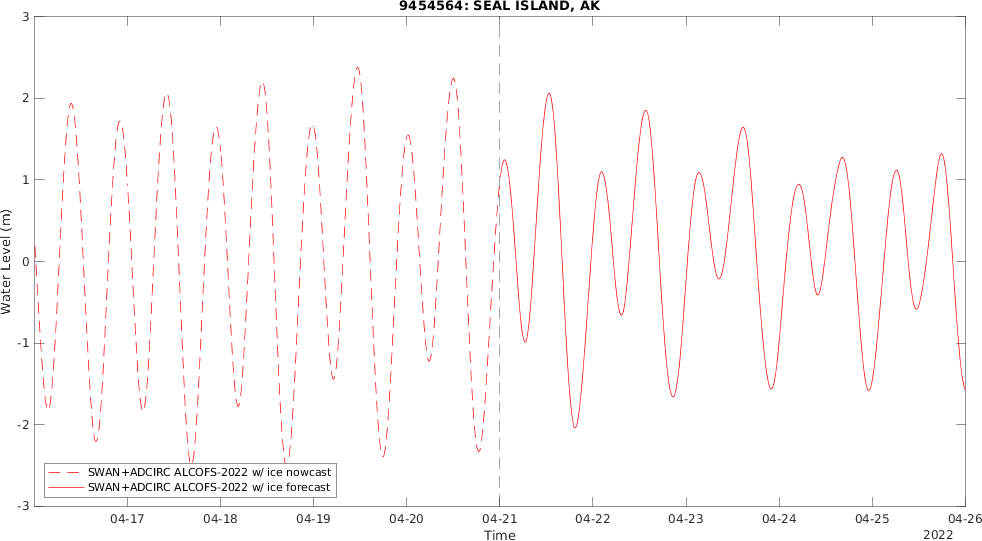 9454564: SEAL ISLAND, AK
3
2
1
0
-1
-2
-3
Water Level (m)
SWAN+ADCIRC ALCOFS-2022 w/ ice nowcast
SWAN+ADCIRC ALCOFS-2022 w/ ice forecast
04-17 04-18 04-19 04-20 04-21 04-22 04-23 04-24 04-25 04-26
Time
2022